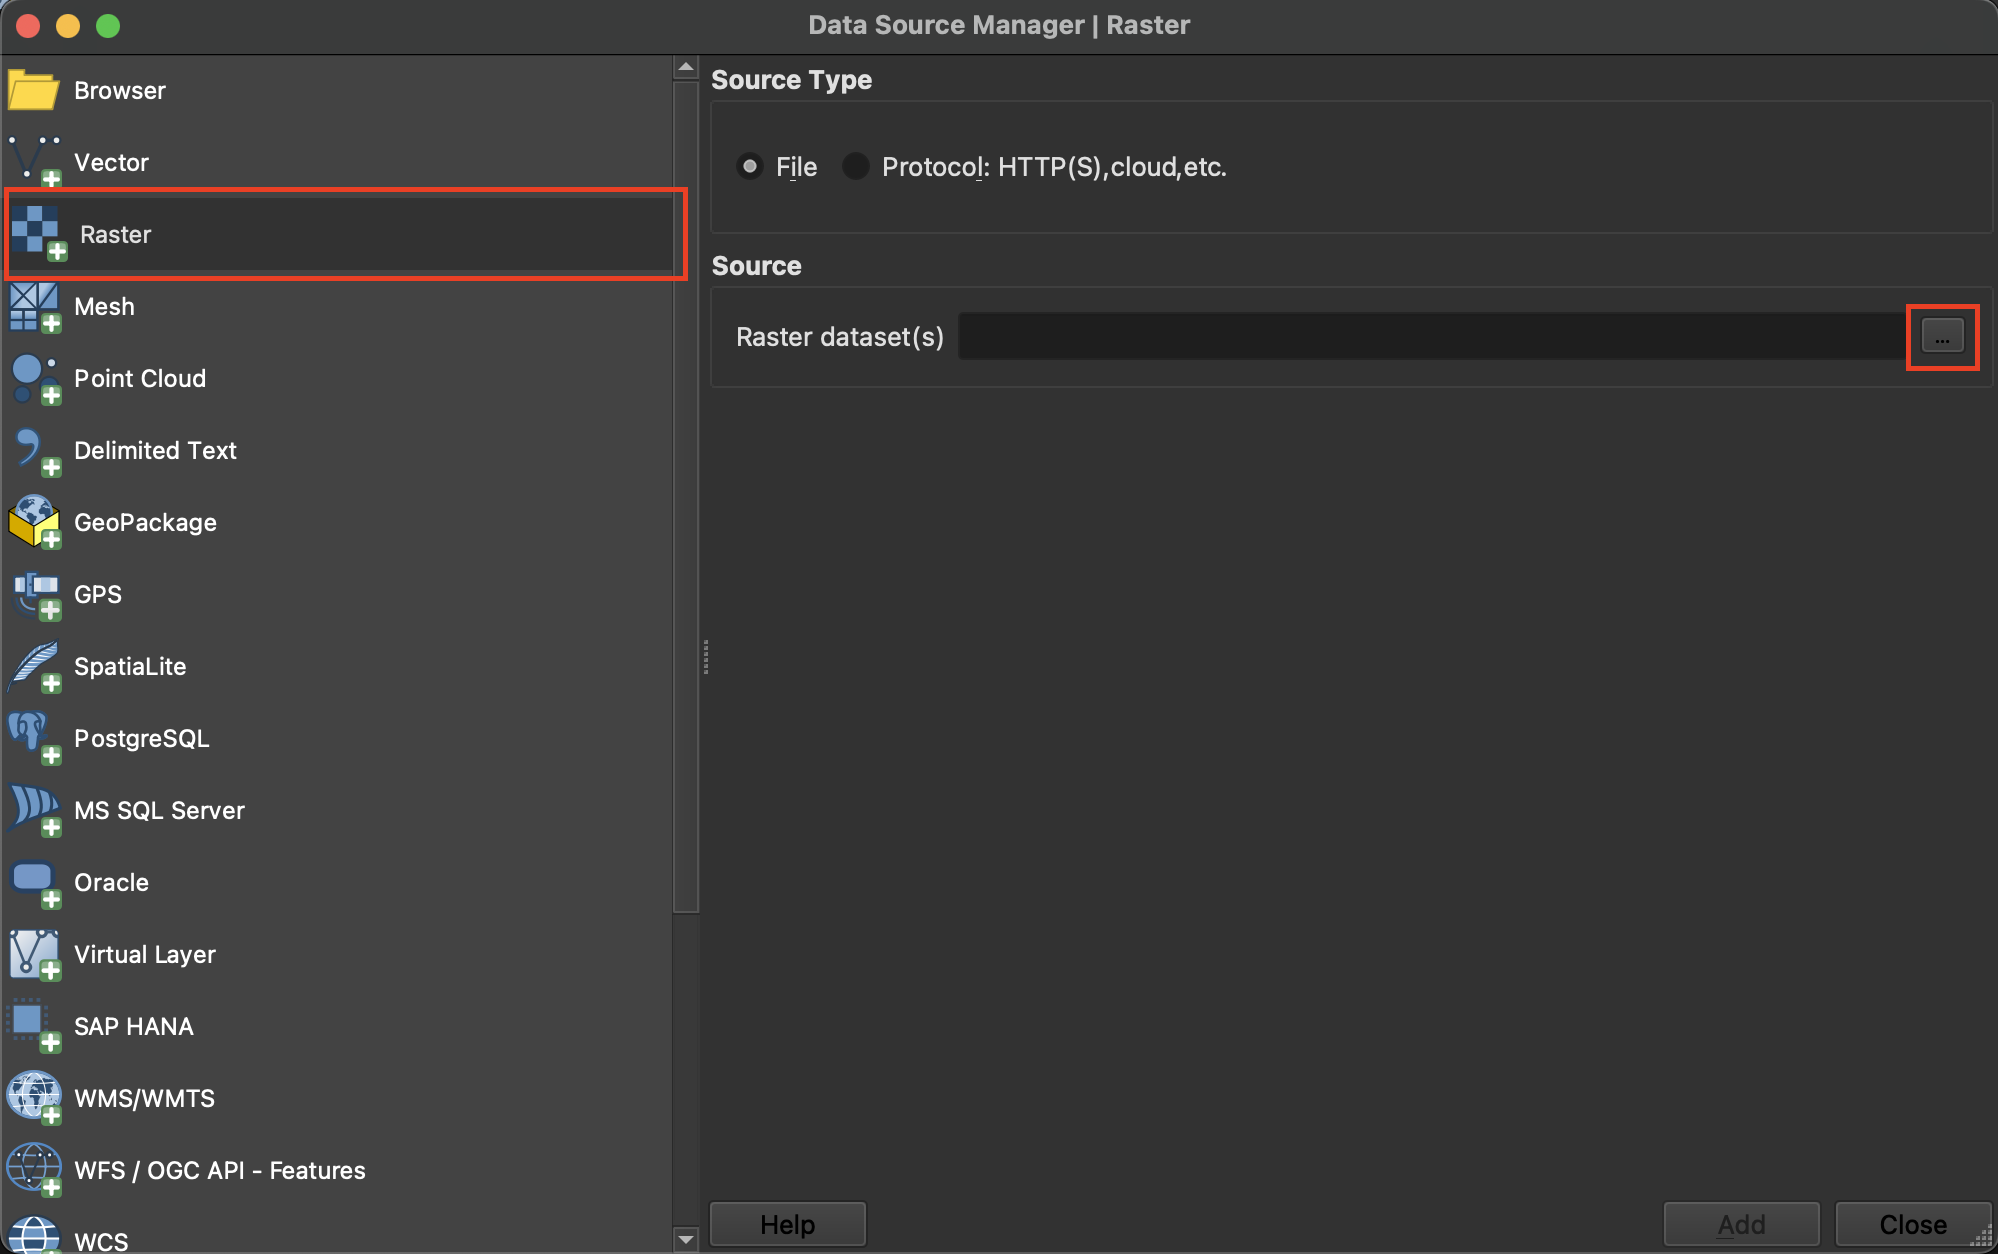 Data Source Manager | Raster
Browser
Vector
Raster
Mesh
Point Cloud
Delimited Text
GeoPackage
GPS
SpatiaLite
PostgreSQL
MS SQL Server
Oracle
Virtual Layer
SAP HANA
WMS/WMTS
WFS / OGC API - Features
WCS
Source Type
File
Protocol: HTTP(S),cloud,etc.
Source
Raster dataset(s)
...
Help
Add
Close